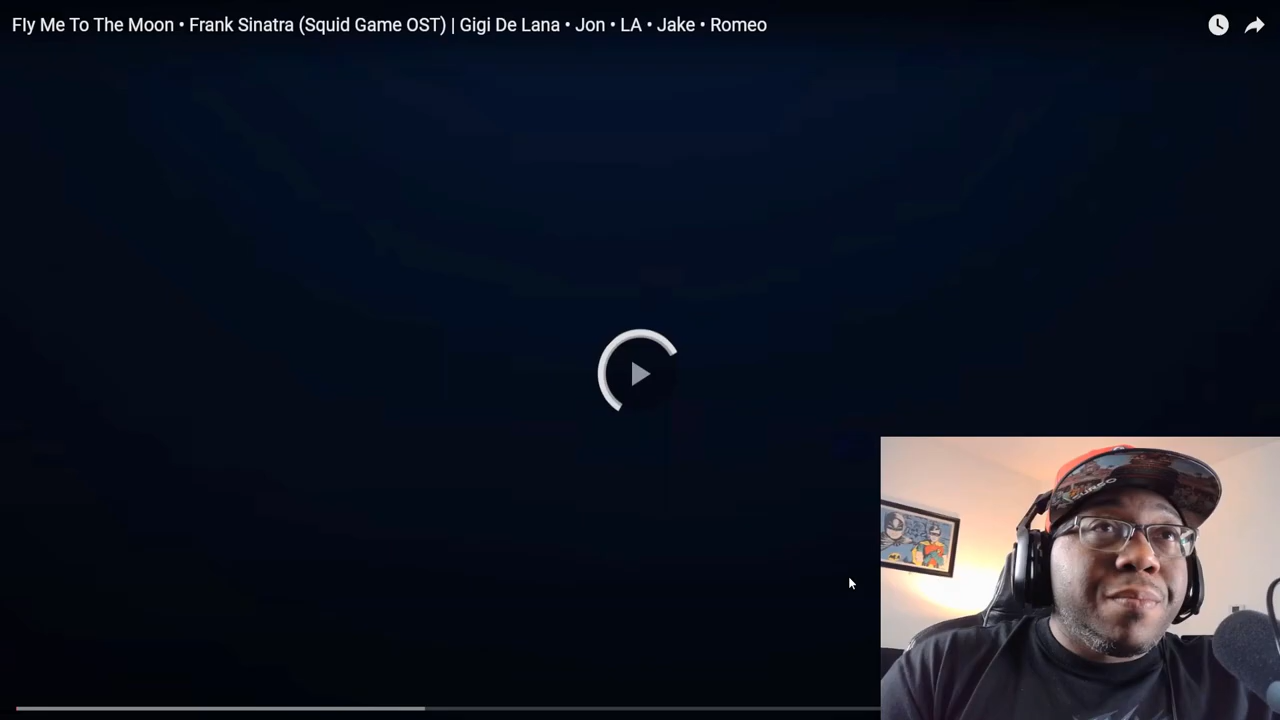 Fly Me To The Moon • Frank Sinatra (Squid Game OST) | Gigi De Lana • Jon • LA • Jake • Romeo